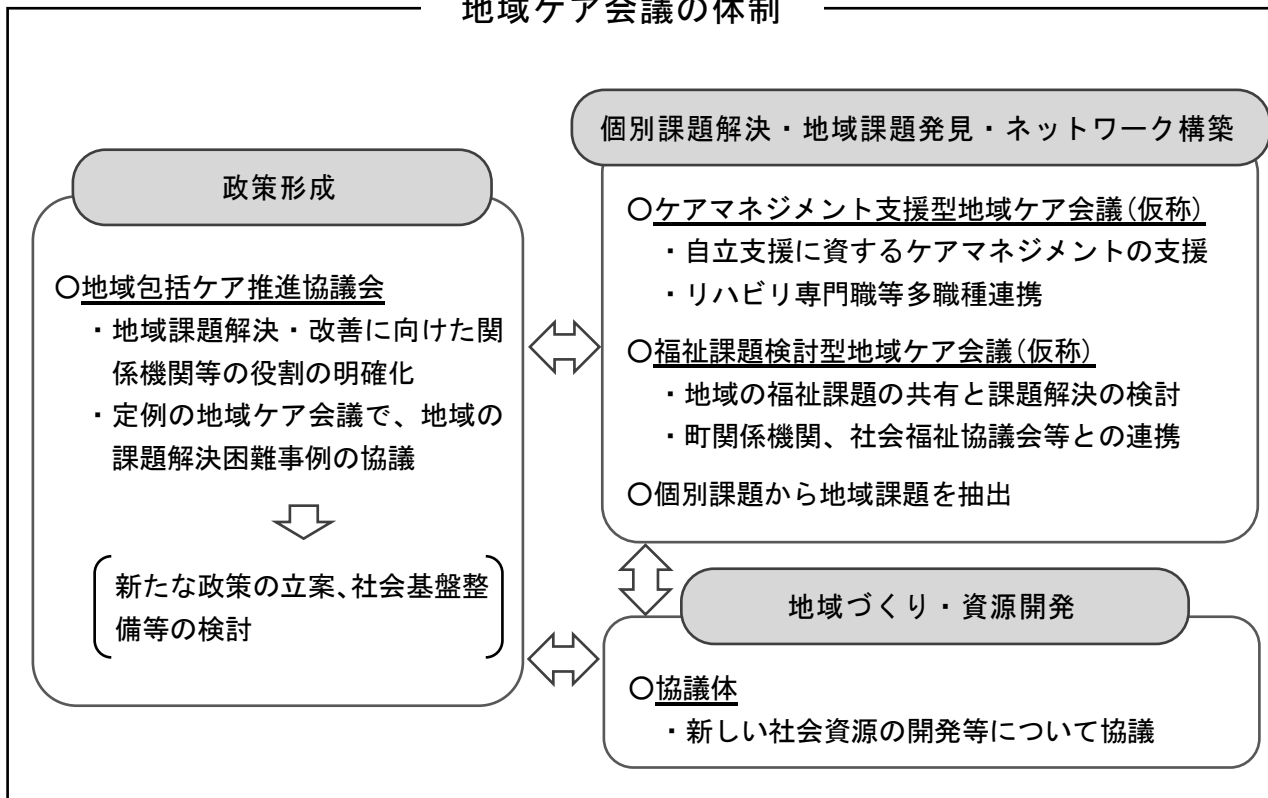 地域ケア会議の体制
政策形成
〇地域包括ケア推進協議会
・地域課題解決・改善に向けた関
係機関等の役割の明確化
・定例の地域ケア会議で、地域の
課題解決困難事例の協議
新たな政策の立案、社会基盤整
備等の検討
個別課題解決・地域課題発見・ネットワーク構築
〇ケアマネジメント支援型地域ケア会議(仮称)
・自立支援に資するケアマネジメントの支援
・リハビリ専門職等多職種連携
〇福祉課題検討型地域ケア会議(仮称)
・地域の福祉課題の共有と課題解決の検討
・町関係機関、社会福祉協議会等との連携
〇個別課題から地域課題を抽出
地域づくり・資源開発
〇協議体
・新しい社会資源の開発等について協議